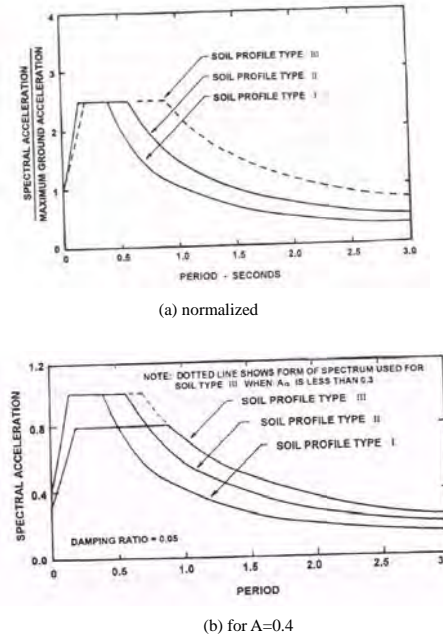 4
3
2
1
0
SPECTRAL ACCELERATION
MAXIMUM GROUND ACCELERATION
SOIL PROFILE TYPE III
SOIL PROFILE TYPE II
SOIL PROFILE TYPE I
0 0.5 1.0 1.5 2.0 2.5 3.0
PERIOD - SECONDS
(a) normalized
1.2
0.8
0.4
0.0
SPECTRAL ACCELERATION
NOTE: DOTTED LINE SHOWS FORM OF SPECTRUM USED FOR
SOIL TYPE III WHEN IS LESS THAN 0.3
SOIL PROFILE TYPE III
SOIL PROFILE TYPE II
SOIL PROFILE TYPE I
DAMPING RATIO = 0.05
0.5 1.0 1.5 2.0 2.5
PERIOD
(b) for A=0.4